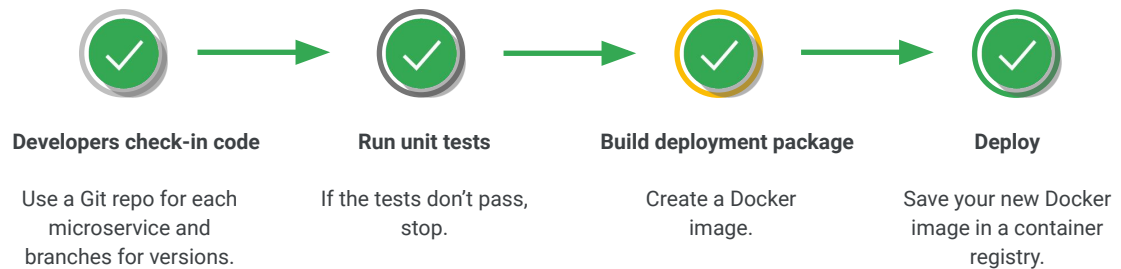 Developers check-in code
Use a Git repo for each
microservice and
branches for versions.
Run unit tests
If the tests don’t pass,
stop.
Build deployment package
Create a Docker
image.
Deploy
Save your new Docker
image in a container
registry.